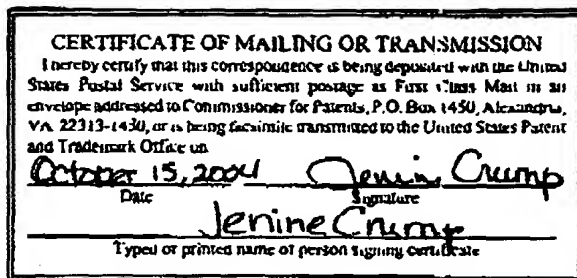 CERTIFICATE OF MAILING OR TRANSMISSION
I hereby certify that this correspondence is being deposited with the United
States Postal Service with sufficient postage as First Class Mail in an
envelope addressed to Commissioner for Patents, P.O. Box 1450, Alexandria,
VA 22313-1450, or is being facsimile transmitted to the United States Patent
and Trademark Office on
October 15, 2004 Jenine Crump
Date Signature
Jenine Crump
Typed or printed name of person signing certificate